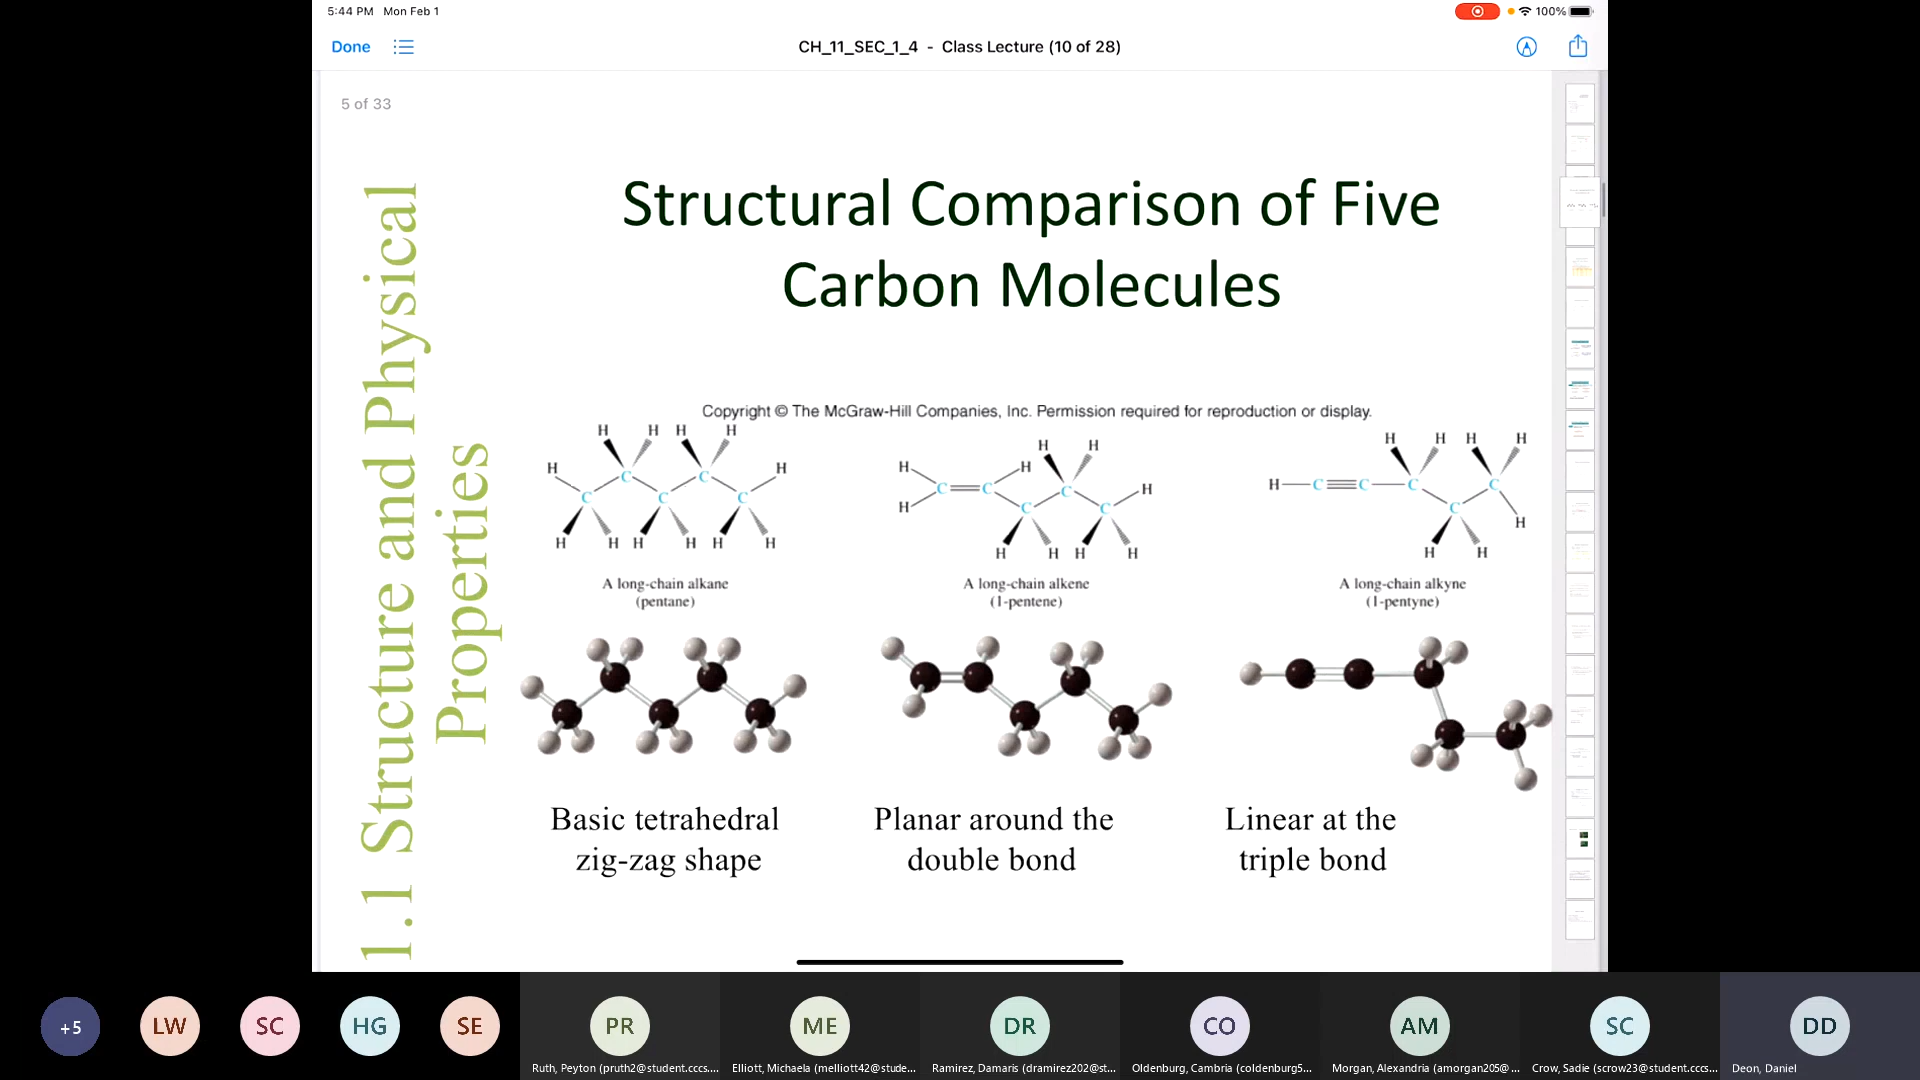 5:44 PM Mon Feb 1
100%
Done
CH_11_SEC_1_4 - Class Lecture (10 of 28)
5 of 33
1.1 Structure and Physical
Properties
Structural Comparison of Five
Carbon Molecules
Copyright © The McGraw-Hill Companies, Inc. Permission required for reproduction or display.
H H H H
H C C H
C C C
H H H H H H
H H H H
H C C C H
H C C
H H H H
H H H H
H C C C C
C H
H H
A long-chain alkane
(pentane)
A long-chain alkene
(1-pentene)
A long-chain alkyne
(1-pentyne)
Basic tetrahedral
zig-zag shape
Planar around the
double bond
Linear at the
triple bond
+5
LW
SC
HG
SE
PR
ME
DR
CO
AM
SC
DD
Ruth, Peyton (pruth2@student.cccs....
Elliott, Michaela (melliott42@stude...
Ramirez, Damaris (dramirez202@st...
Oldenburg, Cambria (coldenburg5...
Morgan, Alexandria (amorgan205@...
Crow, Sadie (scrow23@student.cccs...
Deon, Daniel